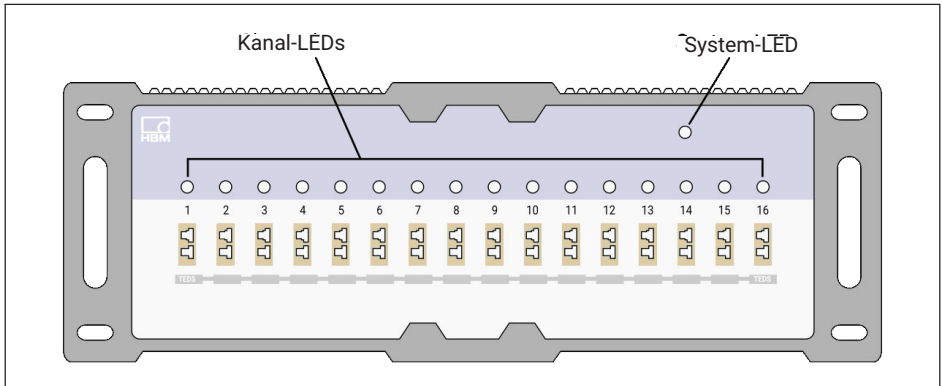 Kanal-LEDs
System-LED
HBM
1 2 3 4 5 6 7 8 9 10 11 12 13 14 15 16
TEDS TEDS